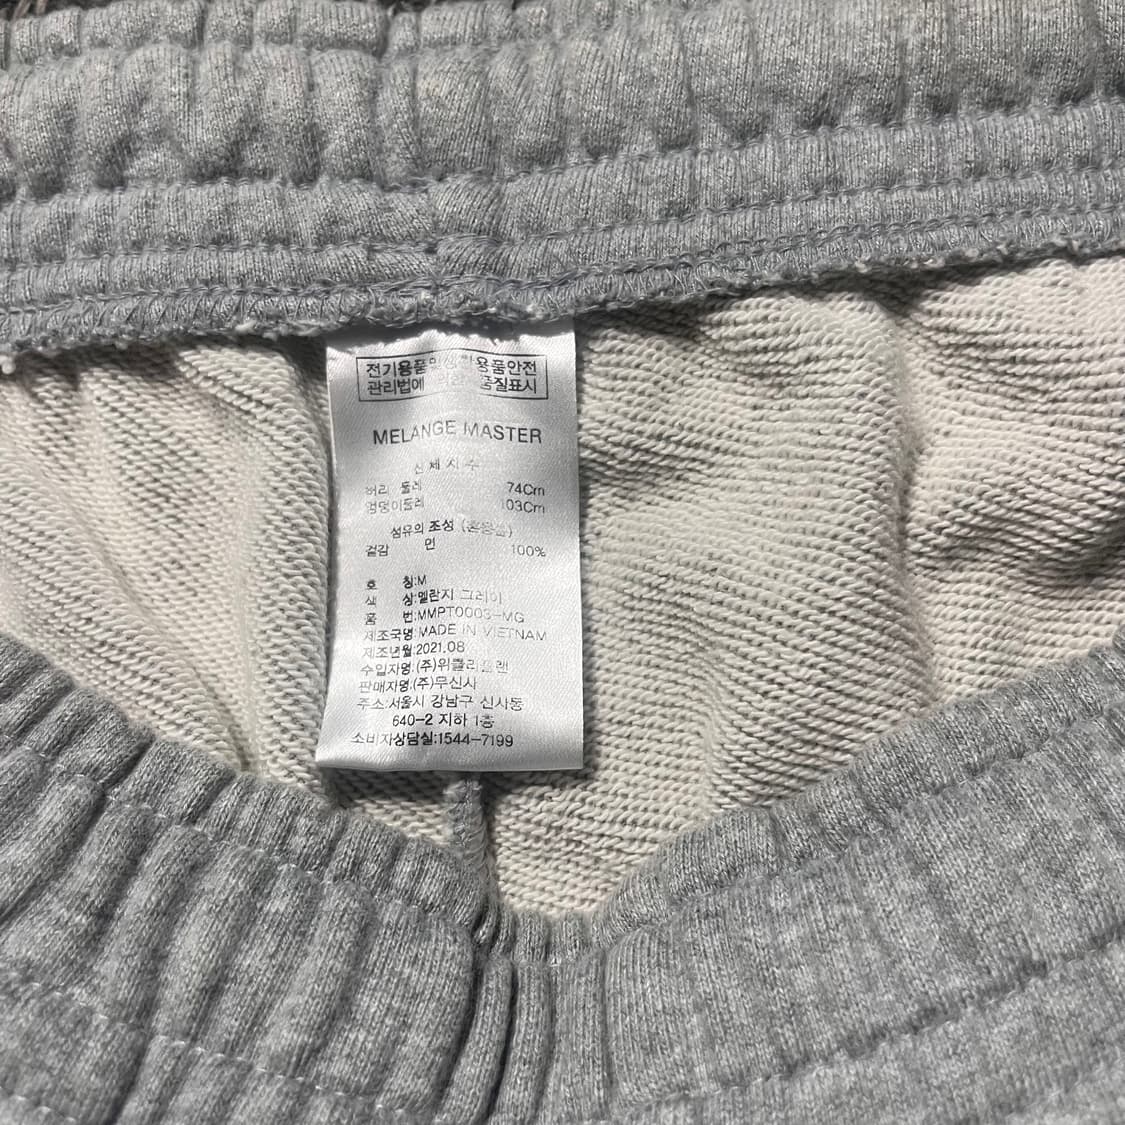 전기용품및생활용품안전
관리법에 의한 품질표시
MELANGE MASTER
신체치수
허리 둘레 74Cm
엉덩이둘레 103Cm
섬유의 조성 (혼용율)
겉감 면 100%
호 칭:M
색 상:멜란지 그레이
품 번:MMPT0003-MG
제조국명:MADE IN VIETNAM
제조년월:2021.08
수입자명:(주)위클리플랜
판매자명:(주)무신사
주소:서울시 강남구 신사동
640-2 지하 1층
소비자상담실:1544-7199